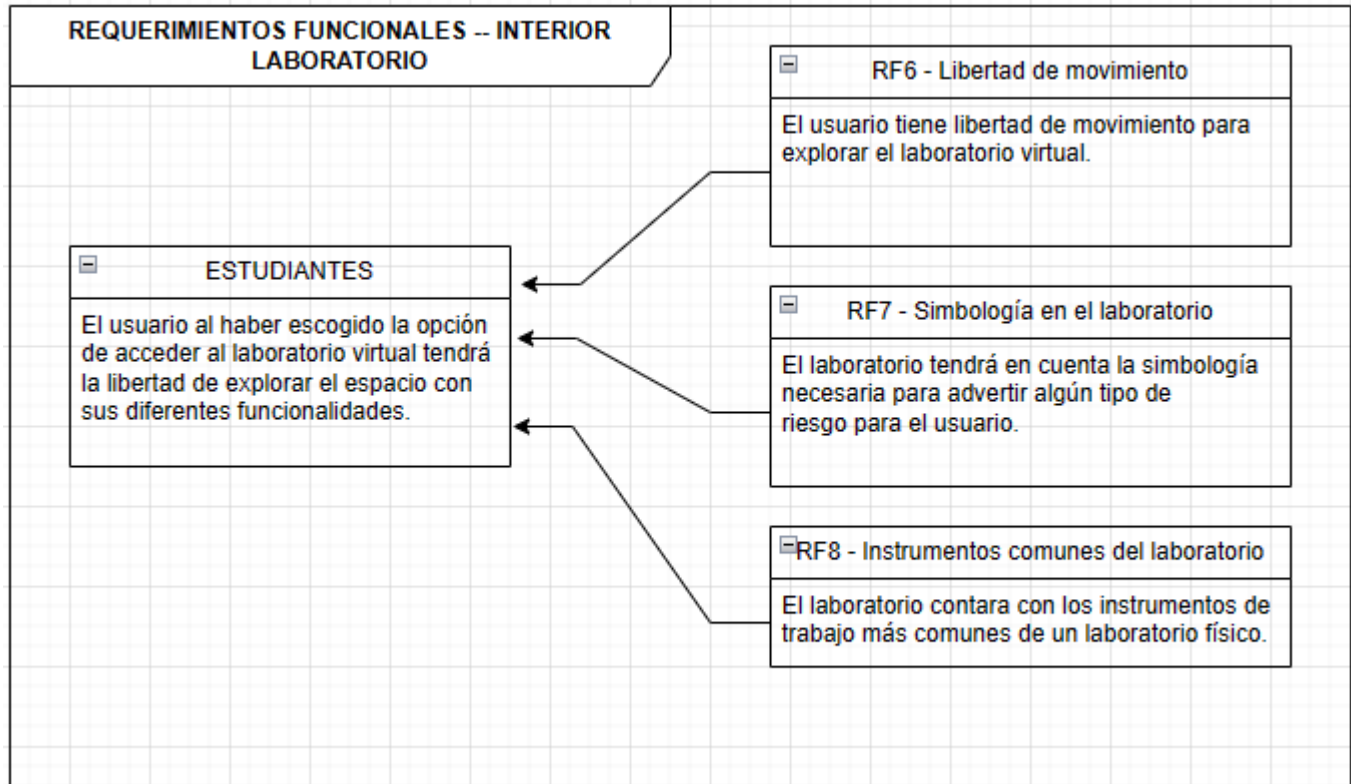 REQUERIMIENTOS FUNCIONALES -- INTERIOR
LABORATORIO
RF6 - Libertad de movimiento
El usuario tiene libertad de movimiento para
explorar el laboratorio virtual.
ESTUDIANTES
El usuario al haber escogido la opción
de acceder al laboratorio virtual tendrá
la libertad de explorar el espacio con
sus diferentes funcionalidades.
RF7 - Simbología en el laboratorio
El laboratorio tendrá en cuenta la simbología
necesaria para advertir algún tipo de
riesgo para el usuario.
RF8 - Instrumentos comunes del laboratorio
El laboratorio contara con los instrumentos de
trabajo más comunes de un laboratorio físico.